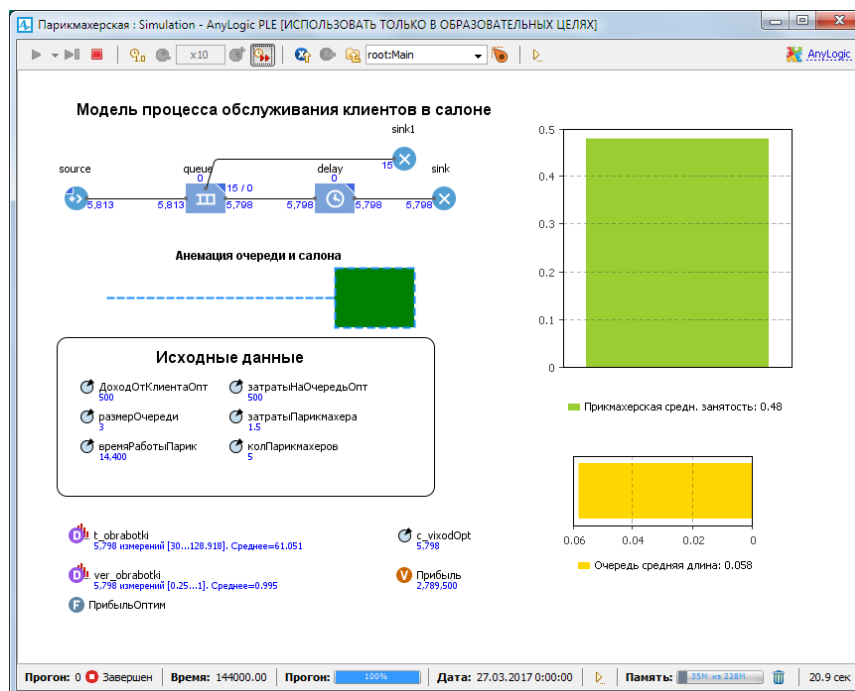 Парикмахерская : Simulation - AnyLogic PLE [ИСПОЛЬЗОВАТЬ ТОЛЬКО В ОБРАЗОВАТЕЛЬНЫХ ЦЕЛЯХ]
x10
root:Main
AnyLogic
Модель процесса обслуживания клиентов в салоне
sink1
15
source
queue
delay
sink
0
0
15 / 0
5,813
5,813
5,798
5,798
5,798
5,798
Анемация очереди и салона
Исходные данные
ДоходОтКлиентаОпт
500
затратыНаОчередьОпт
500
размерОчереди
3
затратыПарикмахера
1.5
времяРаботыПарик
14,400
колПарикмахеров
5
t_obrabotki
5,798 измерений [30...128.918]. Среднее=61.051
c_vixodOpt
5,798
ver_obrabotki
5,798 измерений [0.25...1]. Среднее=0.995
Прибыль
2,789,500
ПрибыльОптим
0.5
0.4
0.3
0.2
0.1
0
Прикмахерская средн. занятость: 0.48
0.06
0.04
0.02
0
Очередь средняя длина: 0.058
Прогон: 0 Завершен
Время: 144000.00
Прогон: 100%
Дата: 27.03.2017 0:00:00
Память: 35M из 228M
20.9 сек